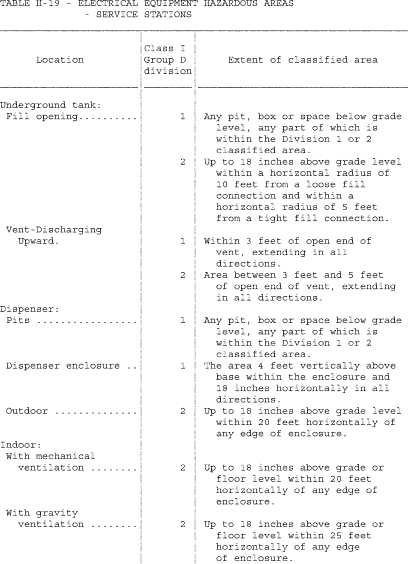 TABLE H-19 - ELECTRICAL EQUIPMENT HAZARDOUS AREAS
- SERVICE STATIONS
Location
Class I
Group D
division
Extent of classified area
Underground tank:
Fill opening.......... 1 Any pit, box or space below grade
level, any part of which is
within the Division 1 or 2
classified area.
2 Up to 18 inches above grade level
within a horizontal radius of
10 feet from a loose fill
connection and within a
horizontal radius of 5 feet
from a tight fill connection.
Vent-Discharging
Upward. 1 Within 3 feet of open end of
vent, extending in all
directions.
2 Area between 3 feet and 5 feet
of open end of vent, extending
in all directions.
Dispenser:
Pits ................. 1 Any pit, box or space below grade
level, any part of which is
within the Division 1 or 2
classified area.
Dispenser enclosure .. 1 The area 4 feet vertically above
base within the enclosure and
18 inches horizontally in all
directions.
Outdoor .............. 2 Up to 18 inches above grade level
within 20 feet horizontally of
any edge of enclosure.
Indoor:
With mechanical
ventilation ........ 2 Up to 18 inches above grade or
floor level within 20 feet
horizontally of any edge of
enclosure.
With gravity
ventilation ........ 2 Up to 18 inches above grade or
floor level within 25 feet
horizontally of any edge
of enclosure.